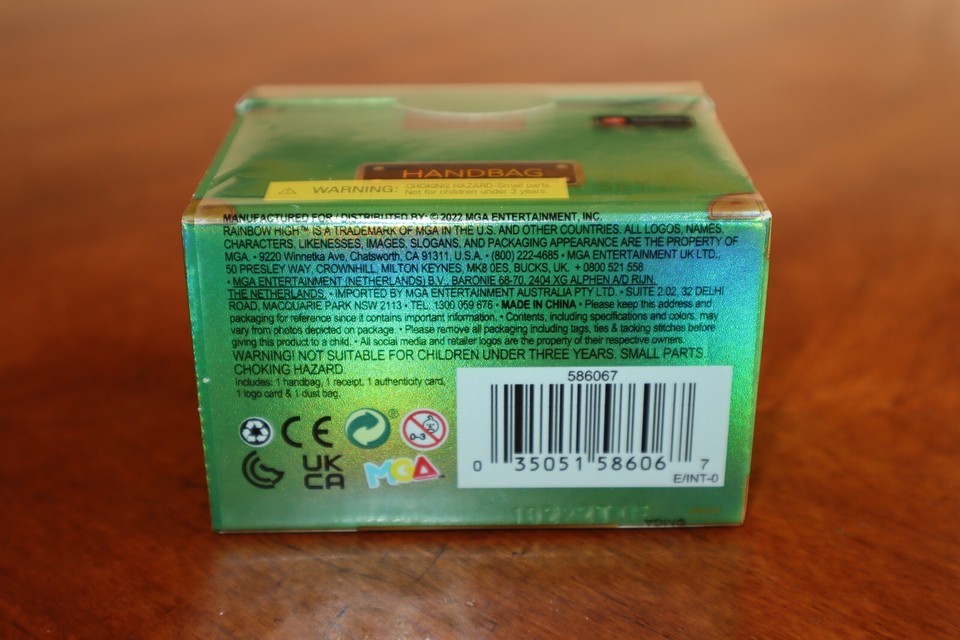 HANDBAG
WARNING: CHOKING HAZARD-Small parts.
Not for children under 3 years.
MANUFACTURED FOR / DISTRIBUTED BY: © 2022 MGA ENTERTAINMENT, INC.
RAINBOW HIGH™ IS A TRADEMARK OF MGA IN THE U.S. AND OTHER COUNTRIES. ALL LOGOS, NAMES,
CHARACTERS, LIKENESSES, IMAGES, SLOGANS, AND PACKAGING APPEARANCE ARE THE PROPERTY OF
MGA. • 9220 Winnetka Ave, Chatsworth, CA 91311, U.S.A. • (800) 222-4685 • MGA ENTERTAINMENT UK LTD.,
50 PRESLEY WAY, CROWNHILL, MILTON KEYNES, MK8 0ES, BUCKS, UK. + 0800 521 558
• MGA ENTERTAINMENT (NETHERLANDS) B.V., BARONIE 68-70, 2404 XG ALPHEN A/D RIJN,
THE NETHERLANDS. • IMPORTED BY MGA ENTERTAINMENT AUSTRALIA PTY LTD. • SUITE 2.02, 32 DELHI
ROAD, MACQUARIE PARK NSW 2113 • TEL: 1300 059 676 • MADE IN CHINA • Please keep this address and
packaging for reference since it contains important information. • Contents, including specifications and colors, may
vary from photos depicted on package. • Please remove all packaging including tags, ties & tacking stitches before
giving this product to a child. • All social media and retailer logos are the property of their respective owners.
WARNING! NOT SUITABLE FOR CHILDREN UNDER THREE YEARS. SMALL PARTS.
CHOKING HAZARD.
Includes: 1 handbag, 1 receipt, 1 authenticity card,
1 logo card & 1 dust bag.
CE ® 0-3
UK
CA MGA
586067
0 35051 58606 7
E/INT-0